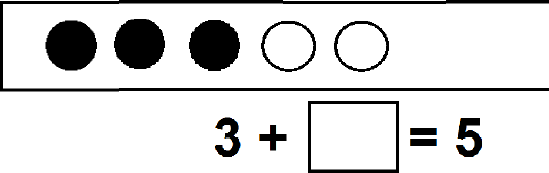 3 + = 5